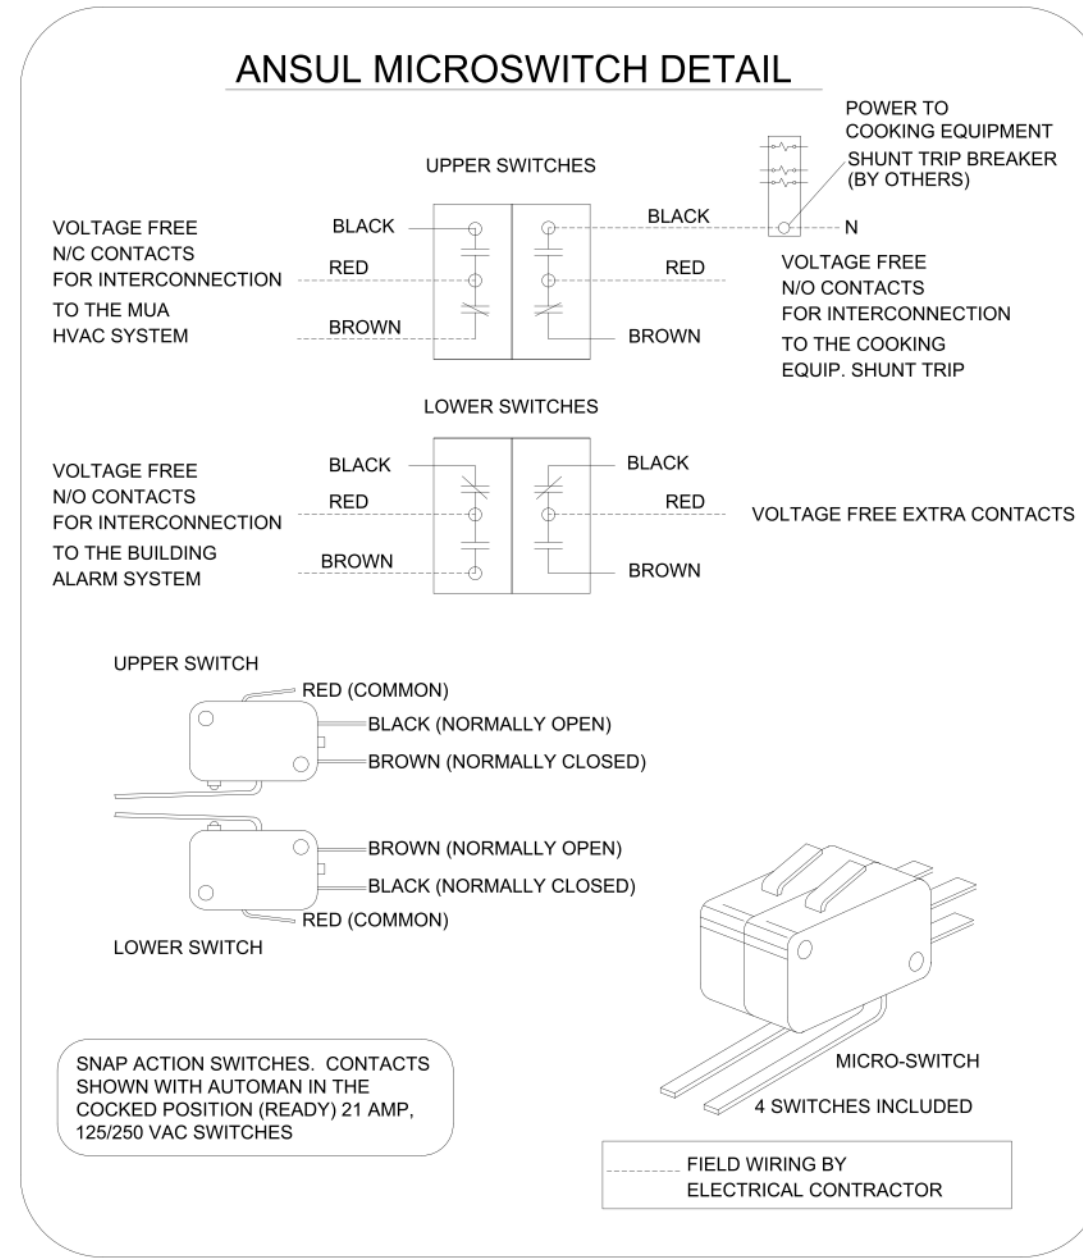 ANSUL MICROSWITCH DETAIL
POWER TO
COOKING EQUIPMENT
SHUNT TRIP BREAKER
(BY OTHERS)
N
UPPER SWITCHES
VOLTAGE FREE
N/C CONTACTS
FOR INTERCONNECTION
TO THE MUA
HVAC SYSTEM
BLACK
RED
BROWN
BLACK
RED
BROWN
VOLTAGE FREE
N/O CONTACTS
FOR INTERCONNECTION
TO THE COOKING
EQUIP. SHUNT TRIP
LOWER SWITCHES
VOLTAGE FREE
N/O CONTACTS
FOR INTERCONNECTION
TO THE BUILDING
ALARM SYSTEM
BLACK
RED
BROWN
BLACK
RED
BROWN
VOLTAGE FREE EXTRA CONTACTS
UPPER SWITCH
RED (COMMON)
BLACK (NORMALLY OPEN)
BROWN (NORMALLY CLOSED)
BROWN (NORMALLY OPEN)
BLACK (NORMALLY CLOSED)
RED (COMMON)
LOWER SWITCH
SNAP ACTION SWITCHES. CONTACTS
SHOWN WITH AUTOMAN IN THE
COCKED POSITION (READY) 21 AMP,
125/250 VAC SWITCHES
MICRO-SWITCH
4 SWITCHES INCLUDED
FIELD WIRING BY
ELECTRICAL CONTRACTOR